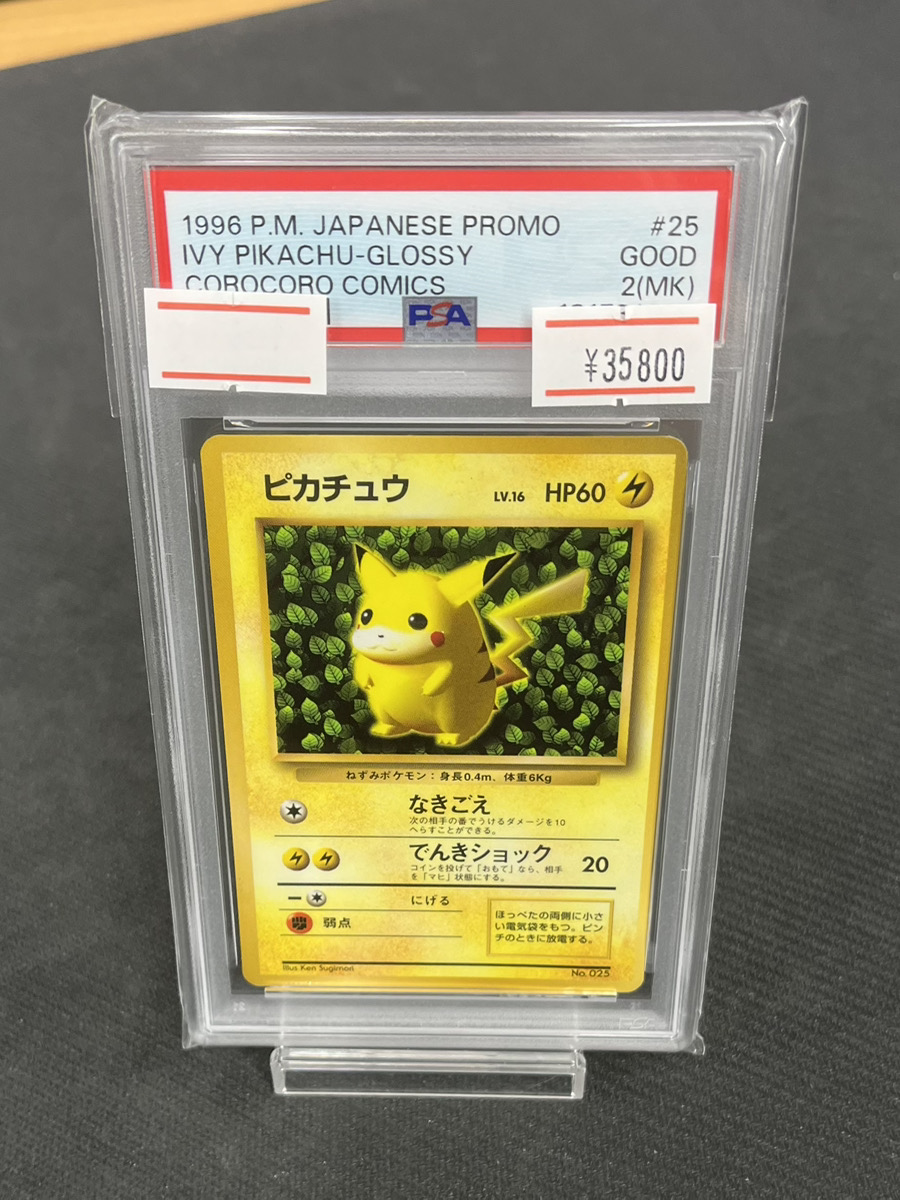 1996 P.M. JAPANESE PROMO #25
IVY PIKACHU-GLOSSY GOOD
COROCORO COMICS 2(MK)
PSA
¥35800
ピカチュウ LV.16 HP60
ねずみポケモン：身長0.4m、体重6Kg
なきごえ
次の相手の番でうけるダメージを10
へらすことができる。
でんきショック 20
コインを投げて「おもて」なら、相手
を「マヒ」状態にする。
にげる
弱点
ほっぺたの両側に小さ
い電気袋をもつ。ピン
チのときに放電する。
Illus. Ken Sugimori No. 025